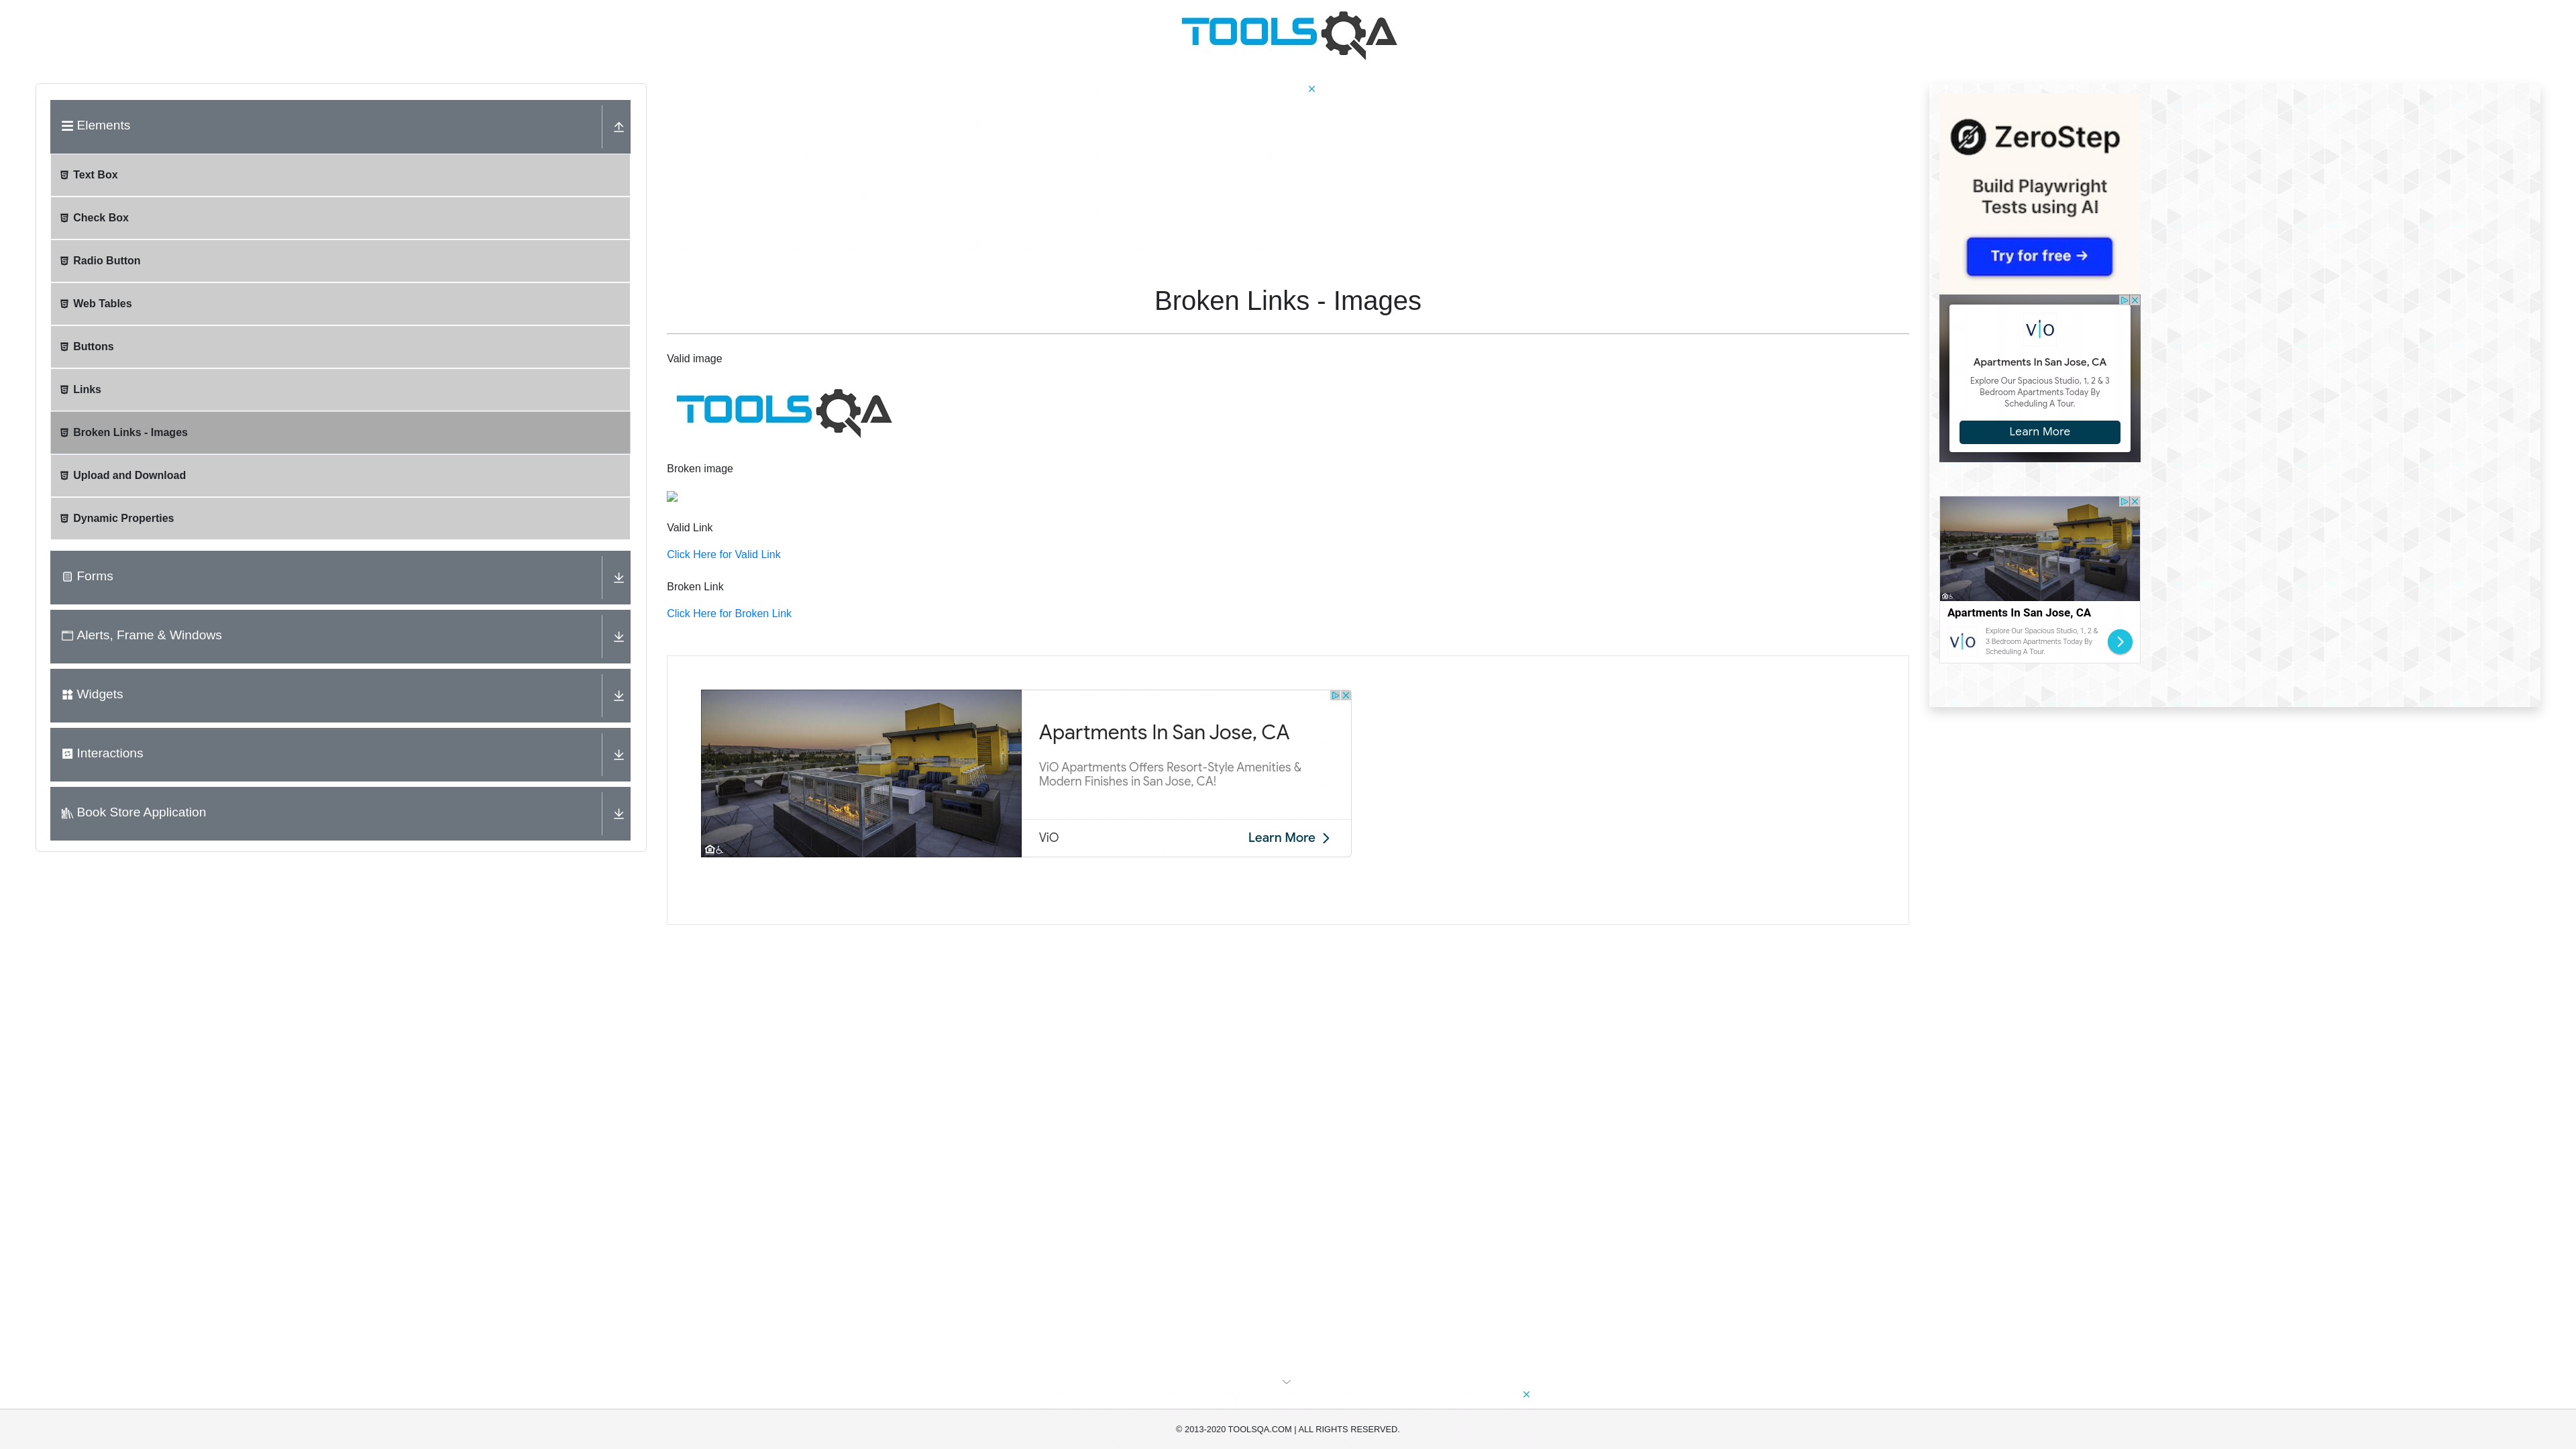 TOOLSQA
Elements
Text Box
Check Box
Radio Button
Web Tables
Buttons
Links
Broken Links - Images
Upload and Download
Dynamic Properties
Forms
Alerts, Frame & Windows
Widgets
Interactions
Book Store Application
Broken Links - Images
Valid image
TOOLSQA
Broken image
Valid Link
Click Here for Valid Link
Broken Link
Click Here for Broken Link
Apartments In San Jose, CA
ViO Apartments Offers Resort-Style Amenities &
Modern Finishes in San Jose, CA!
ViO
Learn More
ZeroStep
Build Playwright
Tests using AI
Try for free →
vio
Apartments In San Jose, CA
Explore Our Spacious Studio, 1, 2 & 3
Bedroom Apartments Today By
Scheduling A Tour.
Learn More
Apartments In San Jose, CA
vio
Explore Our Spacious Studio, 1, 2 &
3 Bedroom Apartments Today By
Scheduling A Tour.
© 2013-2020 TOOLSQA.COM | ALL RIGHTS RESERVED.